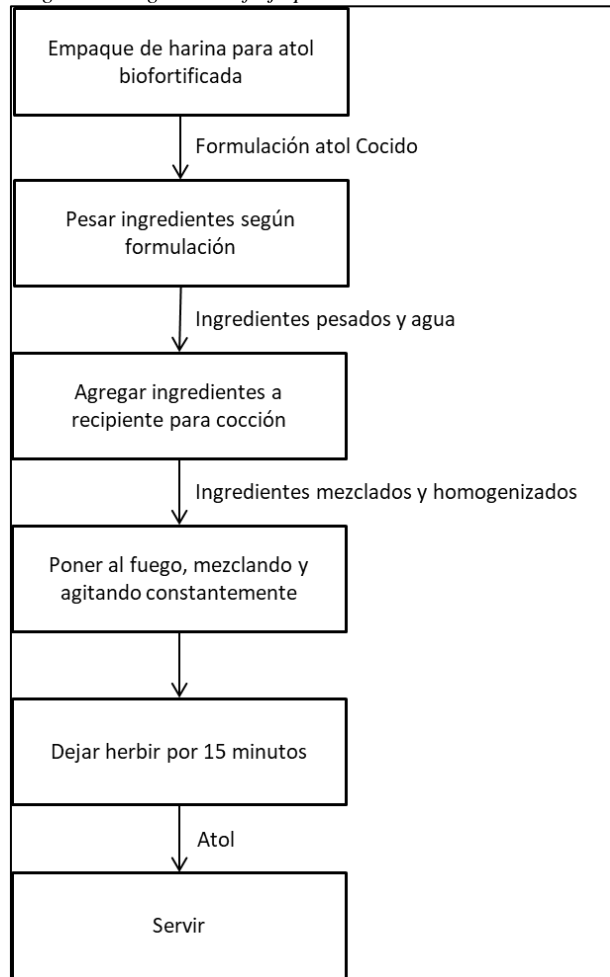 Empaque de harina para atol
biofortificada
Formulación atol Cocido
Pesar ingredientes según
formulación
Ingredientes pesados y agua
Agregar ingredientes a
recipiente para cocción
Ingredientes mezclados y homogenizados
Poner al fuego, mezclando y
agitando constantemente
Dejar herbir por 15 minutos
Atol
Servir